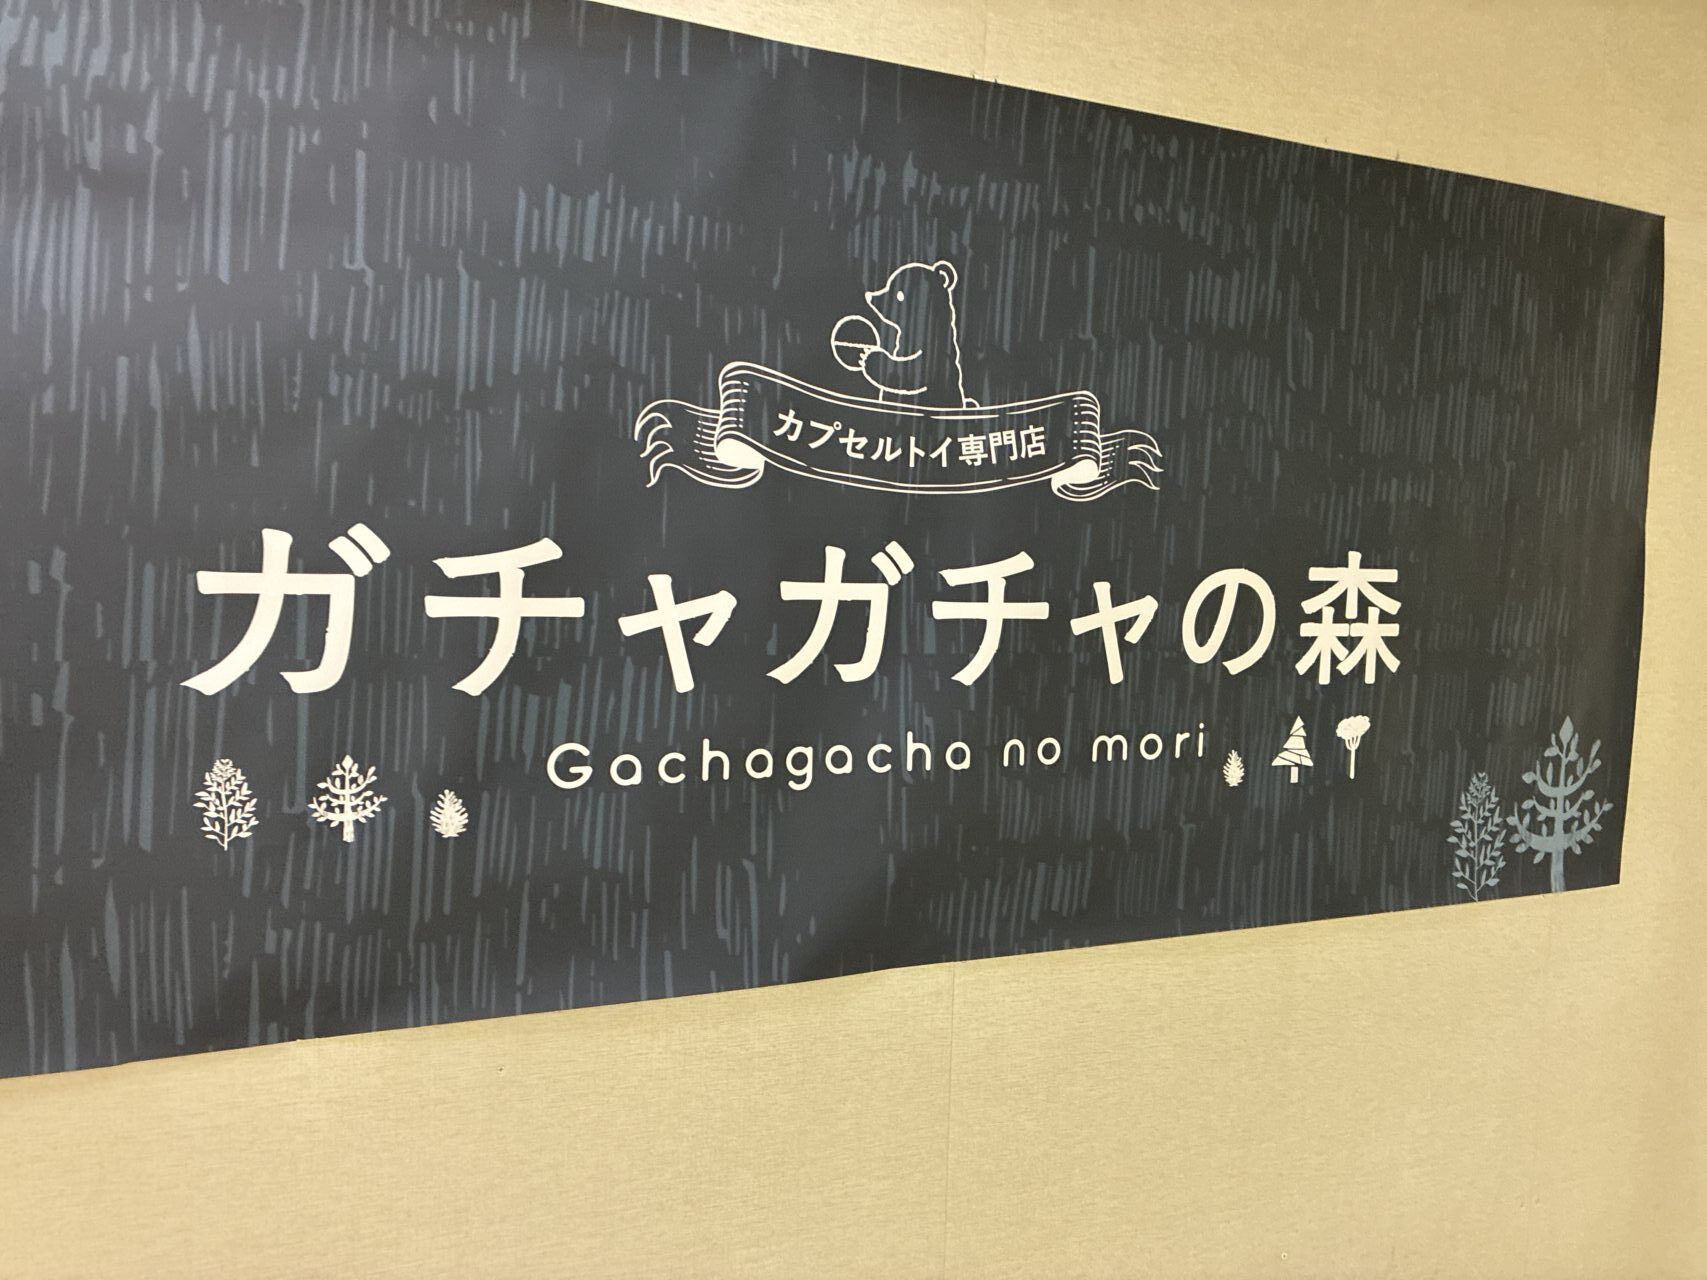 カプセルトイ専門店
ガチャガチャの森
Gachagacha no mori